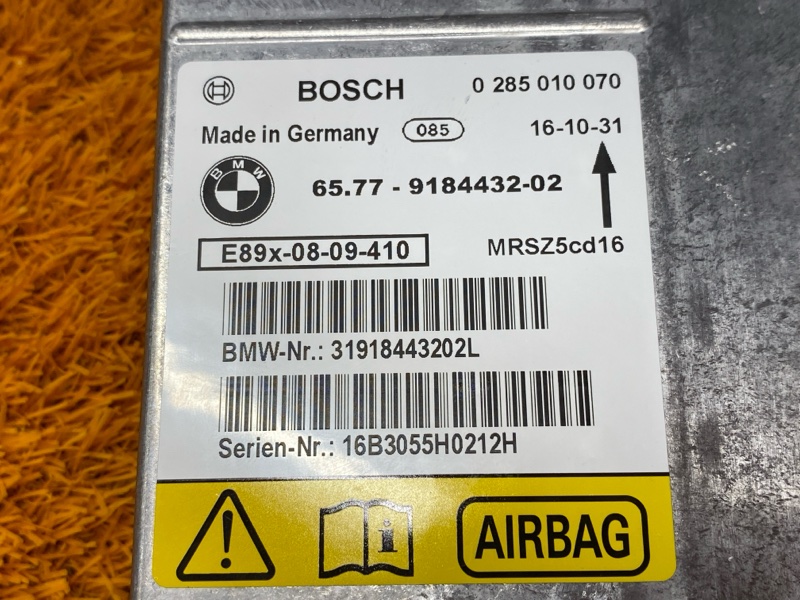 BOSCH 0 285 010 070
Made in Germany 085 16-10-31
BMW 65.77 - 9184432-02
E89x-08-09-410 MRSZ5cd16
BMW-Nr.: 31918443202L
Serien-Nr.: 16B3055H0212H
! i AIRBAG